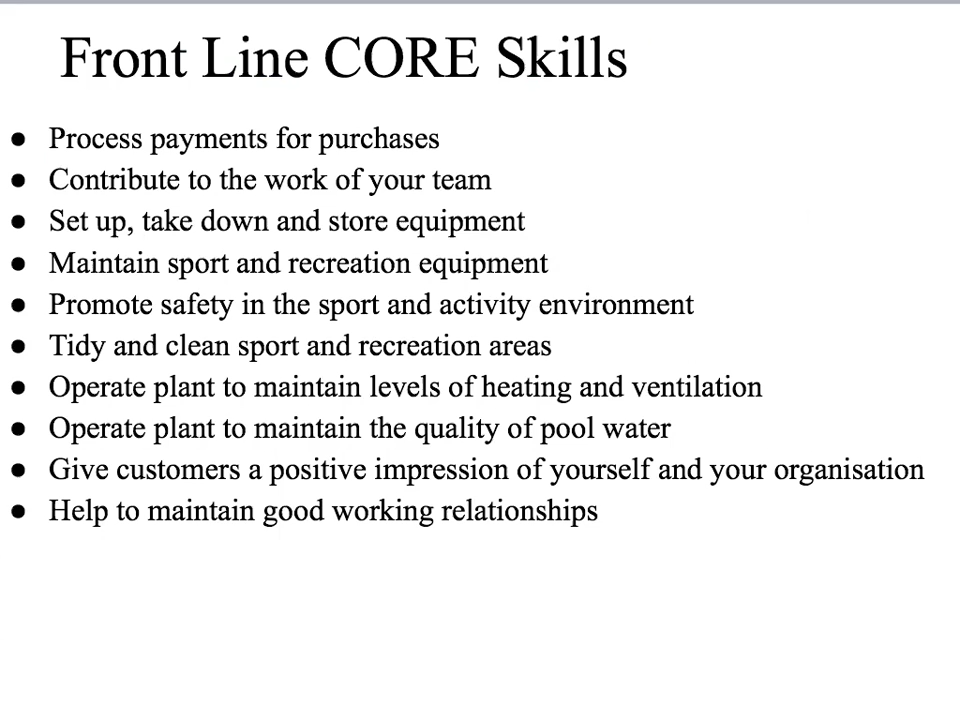 Front Line CORE Skills
● Process payments for purchases
● Contribute to the work of your team
● Set up, take down and store equipment
● Maintain sport and recreation equipment
● Promote safety in the sport and activity environment
● Tidy and clean sport and recreation areas
● Operate plant to maintain levels of heating and ventilation
● Operate plant to maintain the quality of pool water
● Give customers a positive impression of yourself and your organisation
● Help to maintain good working relationships